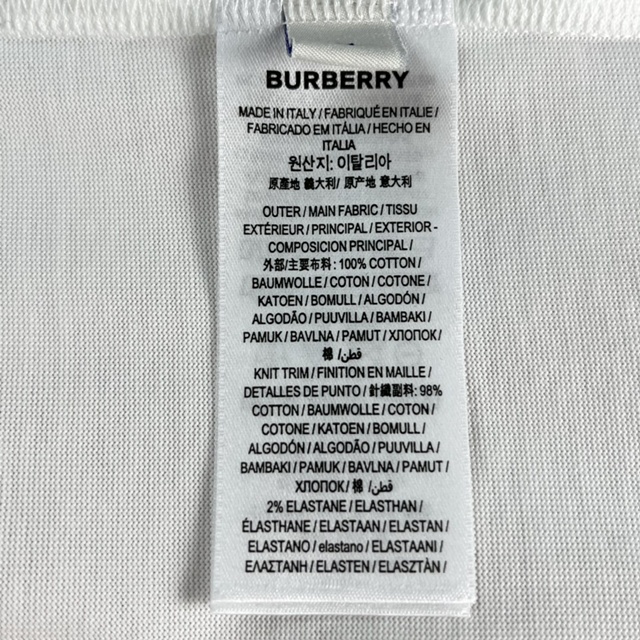 BURBERRY
MADE IN ITALY / FABRIQUÉ EN ITALIE /
FABRICADO EM ITÁLIA / HECHO EN
ITALIA
원산지: 이탈리아
原產地 義大利/ 原产地 意大利
OUTER / MAIN FABRIC / TISSU
EXTÉRIEUR / PRINCIPAL / EXTERIOR -
COMPOSICION PRINCIPAL /
外部/主要布料: 100% COTTON /
BAUMWOLLE / COTON / COTONE /
KATOEN / BOMULL / ALGODÓN /
ALGODÃO / PUUVILLA / BAMBAKI /
PAMUK / BAVLNA / PAMUT / ХЛОПОК /
棉 / قطن/
KNIT TRIM / FINITION EN MAILLE /
DETALLES DE PUNTO / 針織副料: 98%
COTTON / BAUMWOLLE / COTON /
COTONE / KATOEN / BOMULL /
ALGODÓN / ALGODÃO / PUUVILLA /
BAMBAKI / PAMUK / BAVLNA / PAMUT /
ХЛОПОК/ 棉 / قطن/
2% ELASTANE / ELASTHAN /
ÉLASTHANE / ELASTAAN / ELASTAN /
ELASTANO / elastano / ELASTAANI /
ΕΛΑΣΤΑΝΗ / ELASTEN / ELASZTÀN /